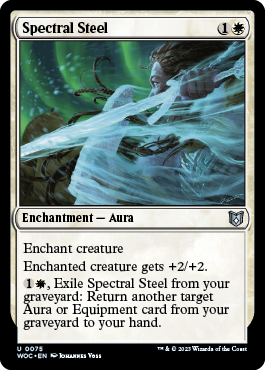 Spectral Steel 1
Enchantment — Aura
Enchant creature
Enchanted creature gets +2/+2.
1, Exile Spectral Steel from your
graveyard: Return another target
Aura or Equipment card from your
graveyard to your hand.
U 0075
WOC • EN Johannes Voss
™ & © 2023 Wizards of the Coast